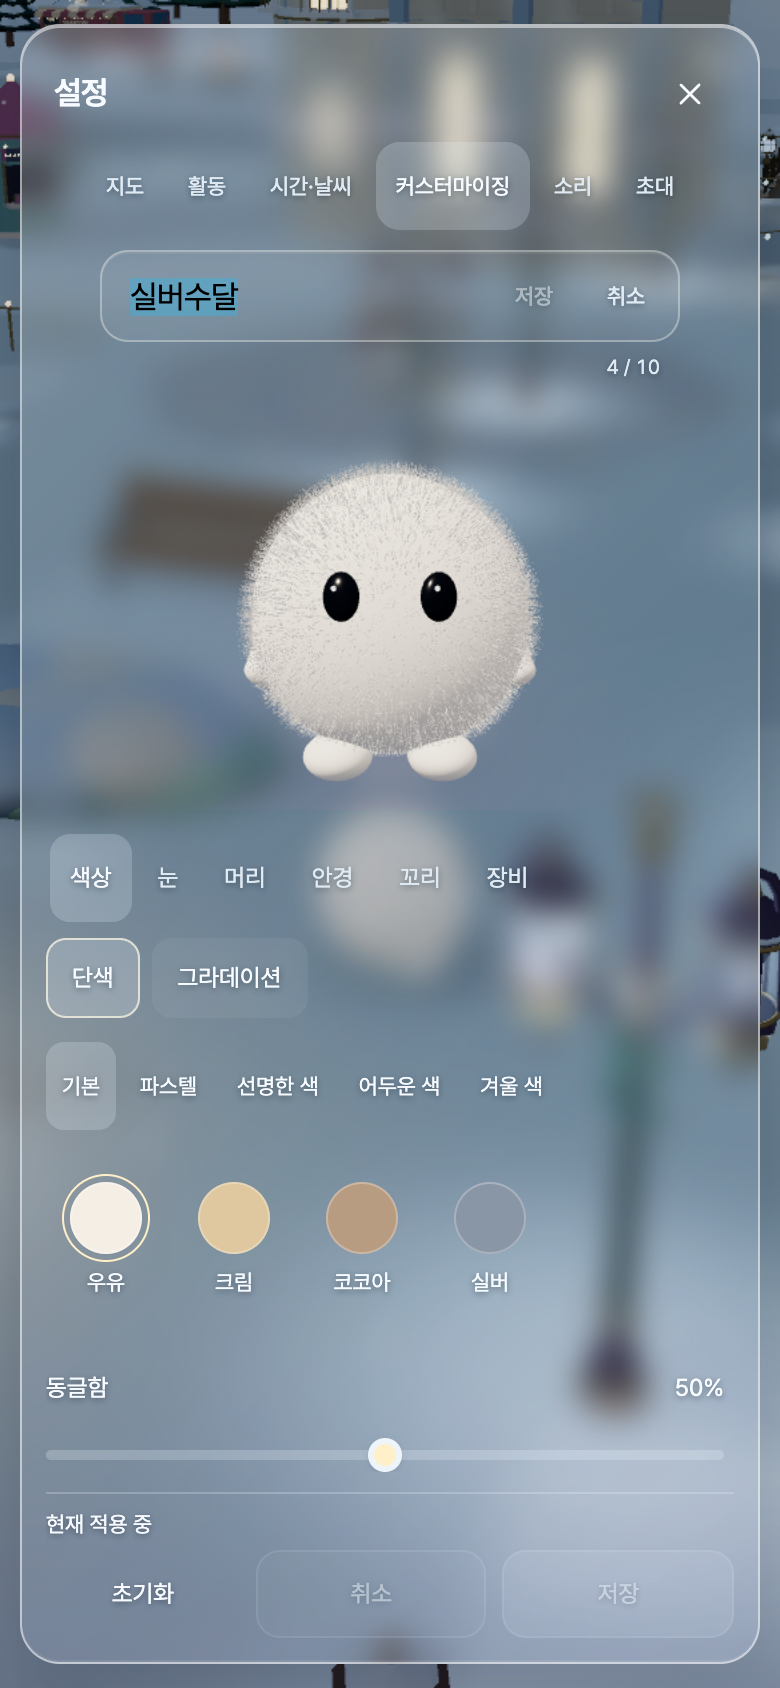 설정
지도 활동 시간·날씨 커스터마이징 소리 초대
실버수달 저장 취소
4 / 10
색상 눈 머리 안경 꼬리 장비
단색 그라데이션
기본 파스텔 선명한 색 어두운 색 겨울 색
우유 크림 코코아 실버
동글함 50%
현재 적용 중
초기화 취소 저장